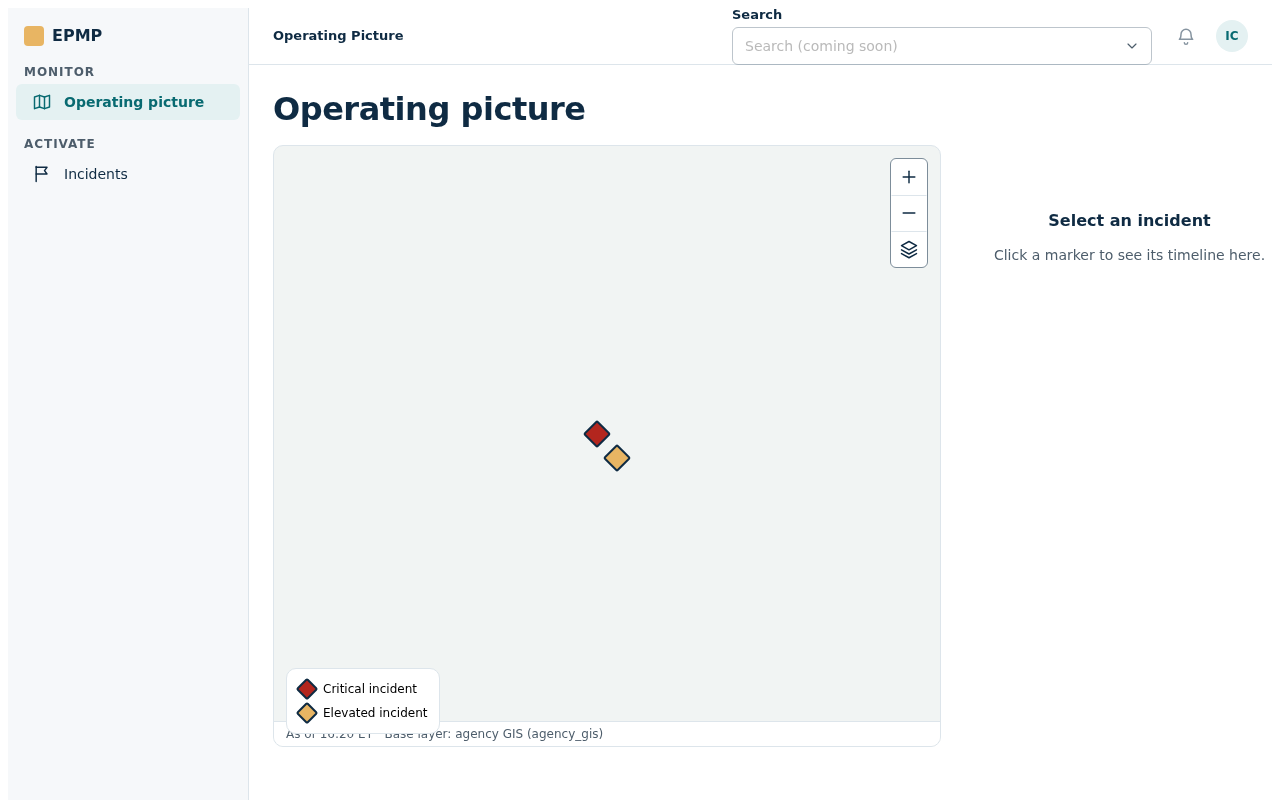 EPMP
MONITOR
Operating picture
ACTIVATE
Incidents
Operating Picture
Search
Search (coming soon)
IC
Operating picture
Select an incident
Click a marker to see its timeline here.
Critical incident
Elevated incident
Base layer: agency GIS (agency_gis)